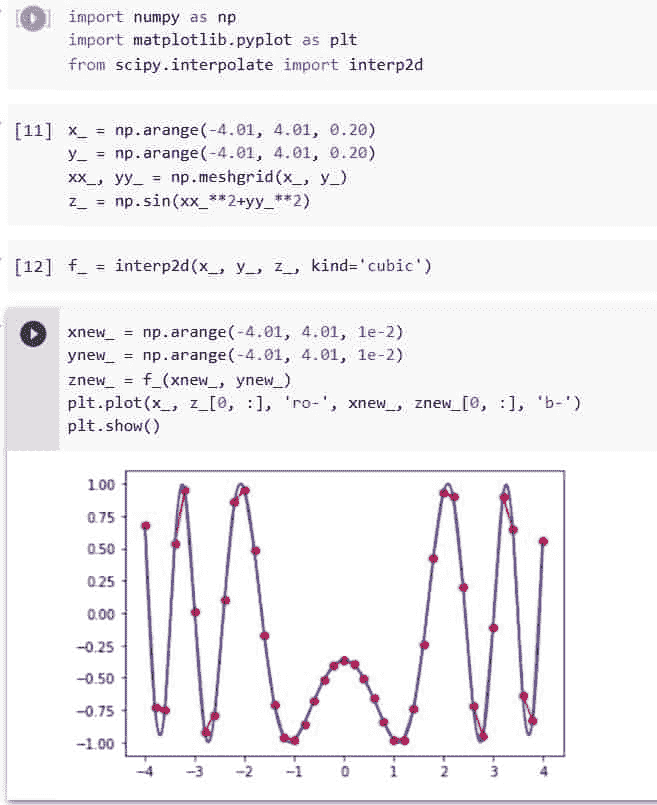 import numpy as np
import matplotlib.pyplot as plt
from scipy.interpolate import interp2d
[11] x_ = np.arange(-4.01, 4.01, 0.20)
y_ = np.arange(-4.01, 4.01, 0.20)
xx_, yy_ = np.meshgrid(x_, y_)
z_ = np.sin(xx_**2+yy_**2)
[12] f_ = interp2d(x_, y_, z_, kind='cubic')
xnew_ = np.arange(-4.01, 4.01, 1e-2)
ynew_ = np.arange(-4.01, 4.01, 1e-2)
znew_ = f_(xnew_, ynew_)
plt.plot(x_, z_[0, :], 'ro-', xnew_, znew_[0, :], 'b-')
plt.show()
1.00
0.75
0.50
0.25
0.00
−0.25
−0.50
−0.75
−1.00
−4 −3 −2 −1 0 1 2 3 4